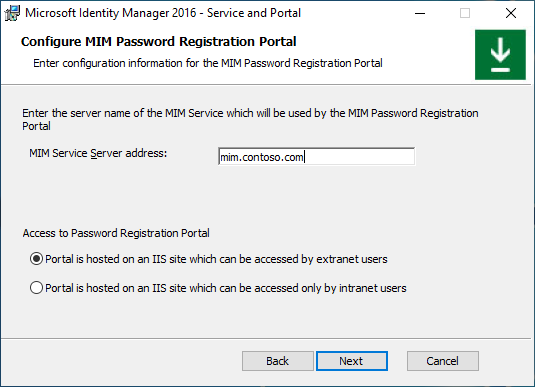 Microsoft Identity Manager 2016 - Service and Portal
Configure MIM Password Registration Portal
Enter configuration information for the MIM Password Registration Portal
Enter the server name of the MIM Service which will be used by the MIM Password Registration
Portal
MIM Service Server address:
mim.contoso.com
Access to Password Registration Portal
Portal is hosted on an IIS site which can be accessed by extranet users
Portal is hosted on an IIS site which can be accessed only by intranet users
Back
Next
Cancel